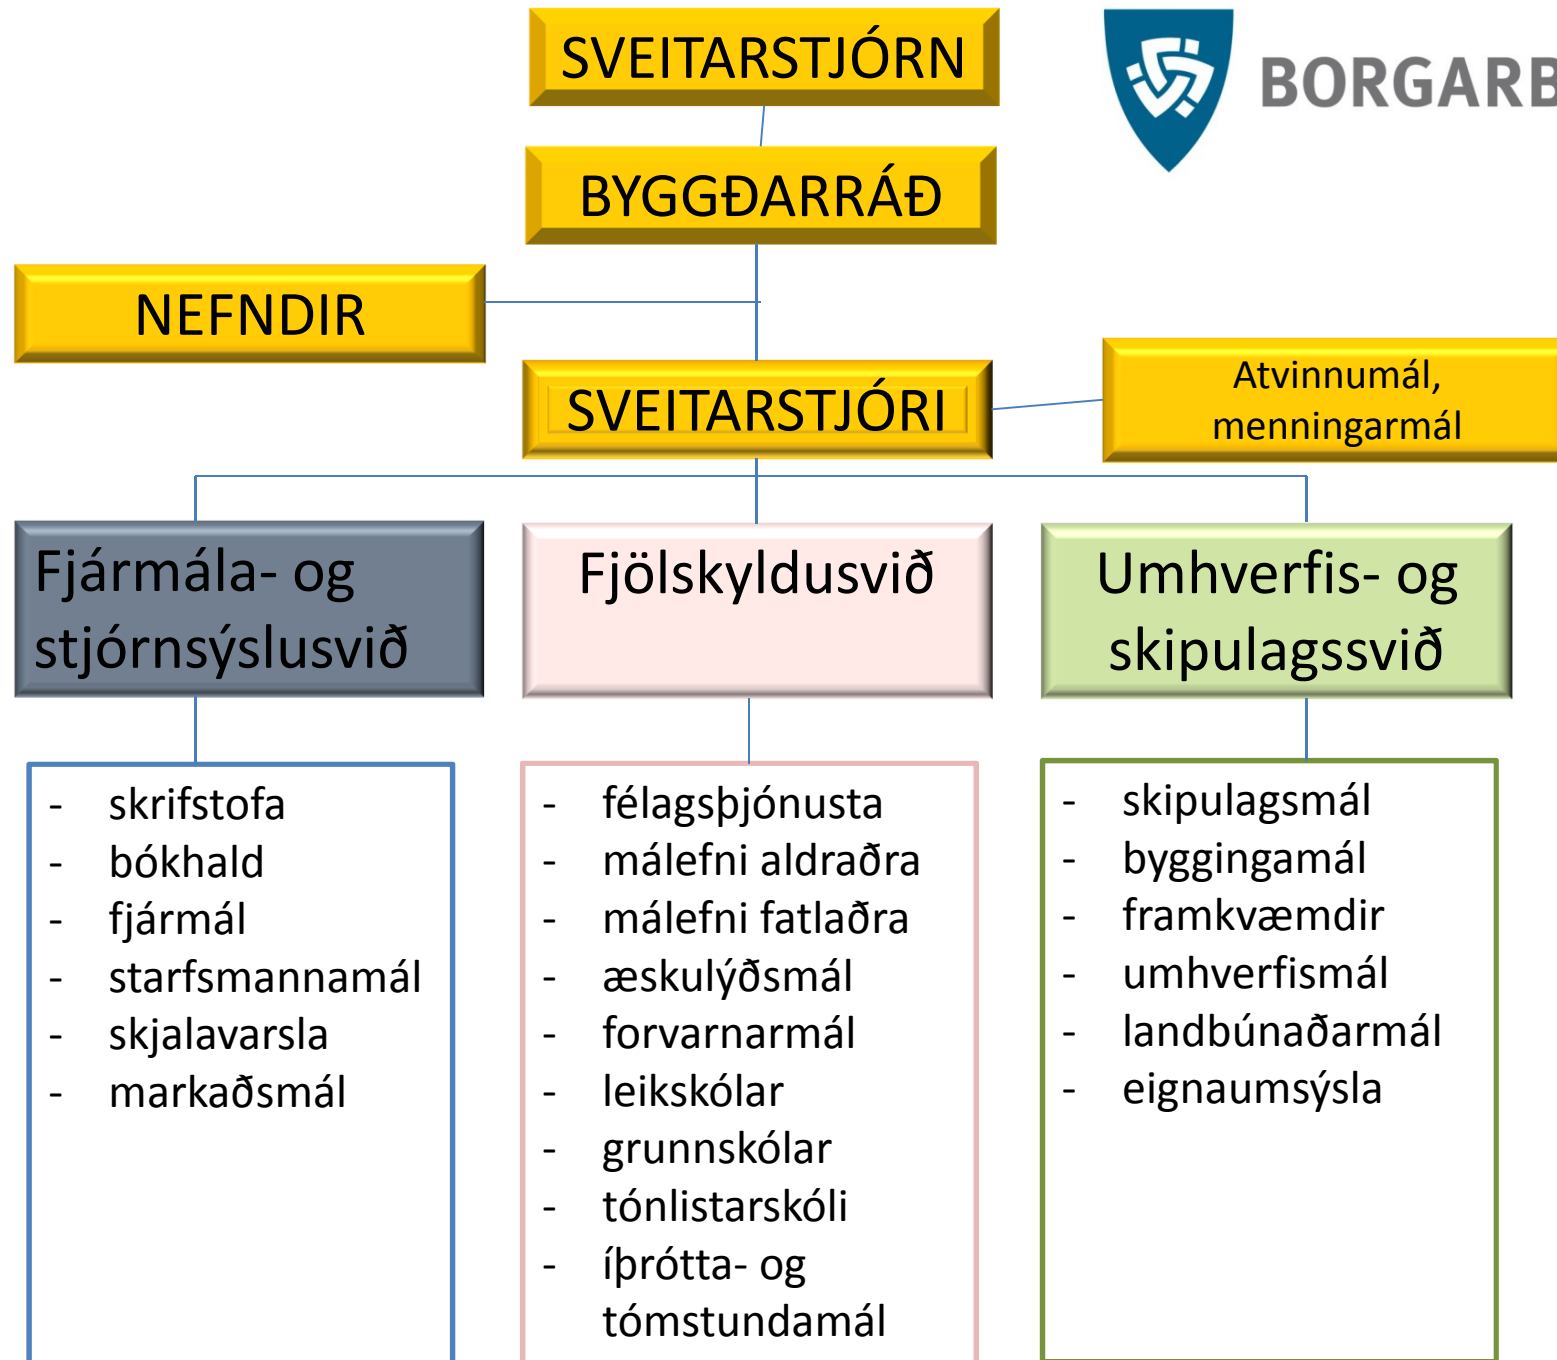 SVEITARSTJÓRN
BORGARB
BYGGÐARRÁÐ
NEFNDIR
SVEITARSTJÓRI
Atvinnumál,
menningarmál
Fjármála- og
stjórnsýslusvið
Fjölskyldusvið
Umhverfis- og
skipulagssvið
- skrifstofa
- bókhald
- fjármál
- starfsmannamál
- skjalavarsla
- markaðsmál
- félagsþjónusta
- málefni aldraðra
- málefni fatlaðra
- æskulýðsmál
- forvarnarmál
- leikskólar
- grunnskólar
- tónlistarskóli
- íþrótta- og
tómstundamál
- skipulagsmál
- byggingamál
- framkvæmdir
- umhverfismál
- landbúnaðarmál
- eignaumsýsla